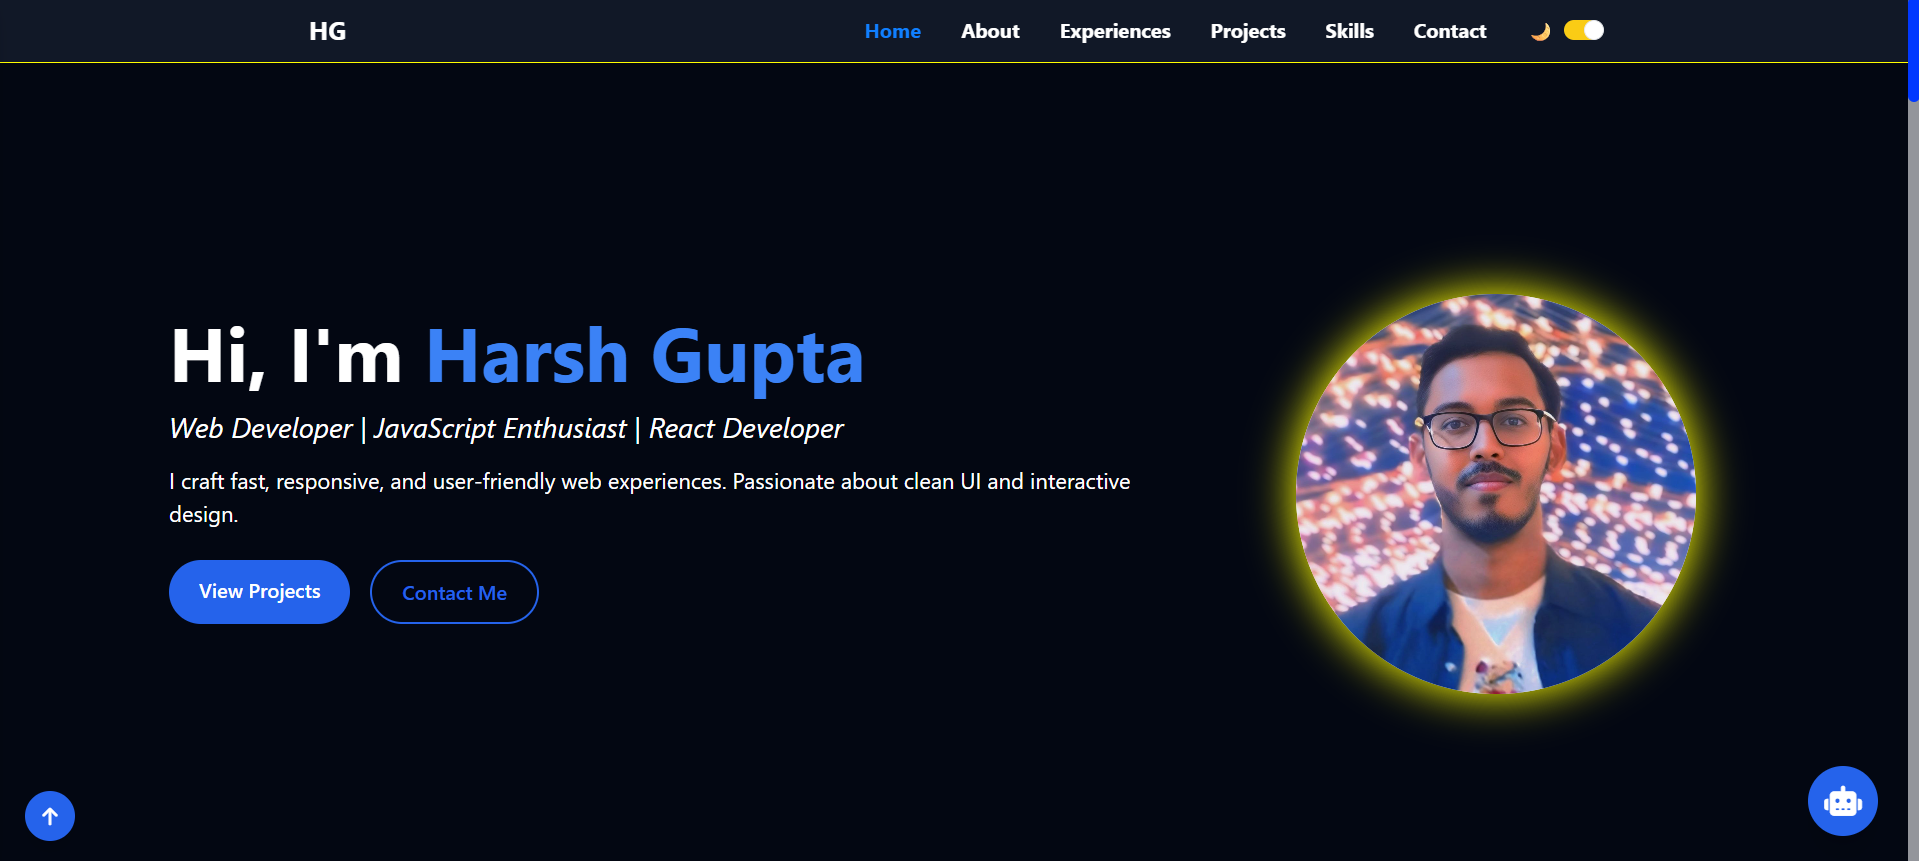 HG
Home About Experiences Projects Skills Contact
Hi, I'm Harsh Gupta
Web Developer | JavaScript Enthusiast | React Developer
I craft fast, responsive, and user-friendly web experiences. Passionate about clean UI and interactive
design.
View Projects
Contact Me